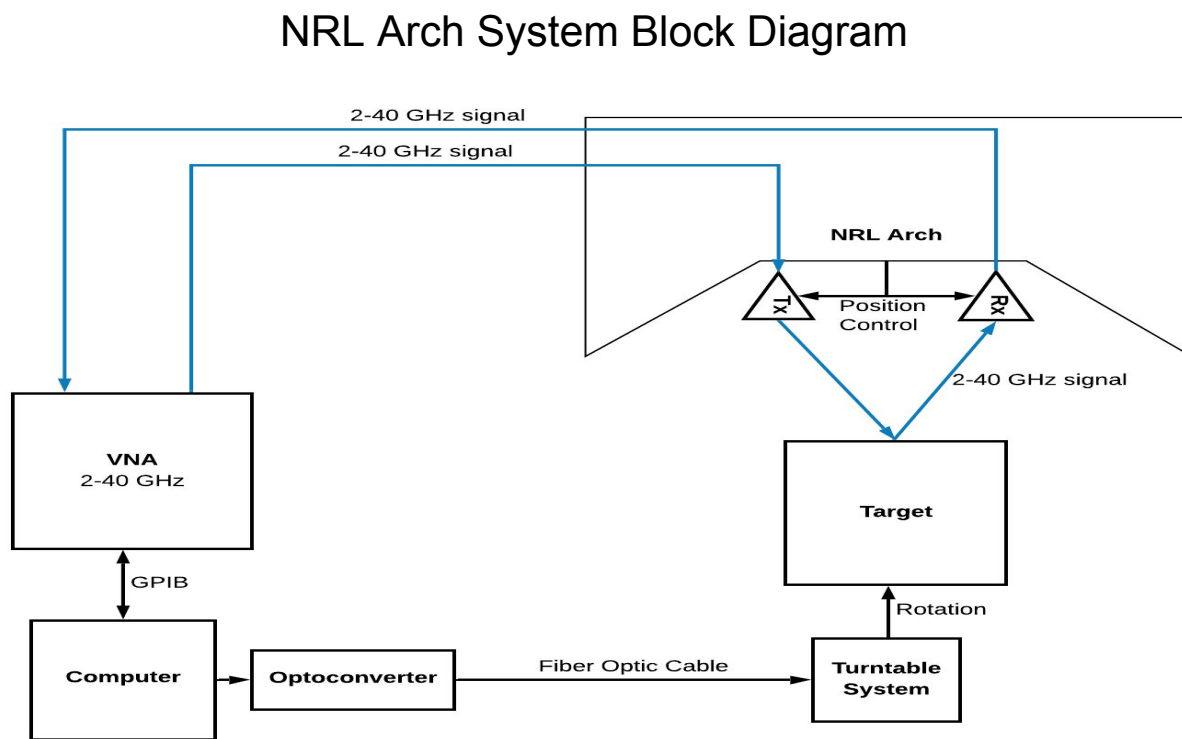 NRL Arch System Block Diagram
2-40 GHz signal
2-40 GHz signal
NRL Arch
Tx
Position
Control
Rx
2-40 GHz signal
VNA
2-40 GHz
Target
GPIB
Rotation
Computer
Optoconverter
Fiber Optic Cable
Turntable
System